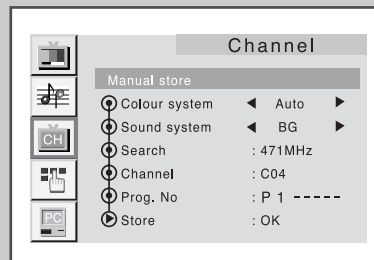 Channel
Manual store
Colour system ◀ Auto ▶
Sound system ◀ BG ▶
CH
Search : 471MHz
Channel : C04
Prog. No : P 1 -----
Store : OK
PC